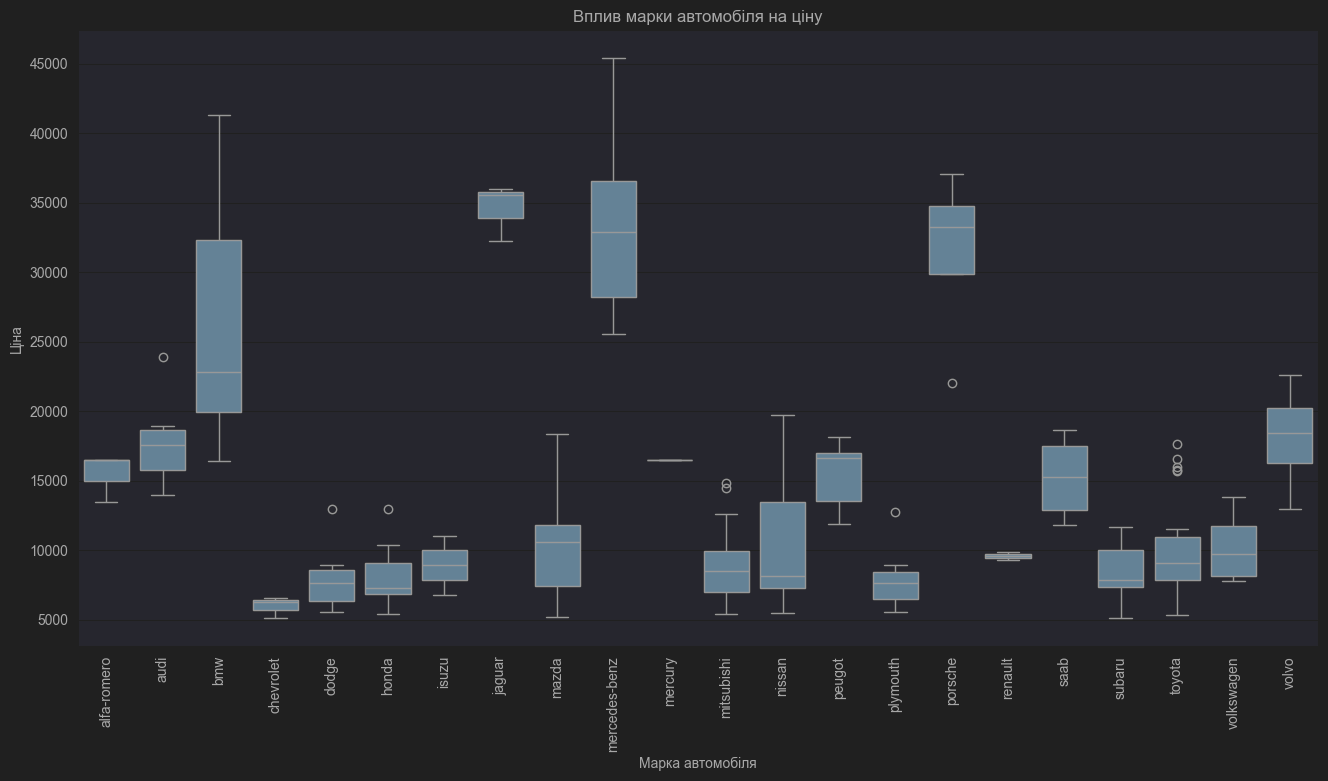 Вплив марки автомобіля на ціну
Ціна
45000
40000
35000
30000
25000
20000
15000
10000
5000
alfa-romero
audi
bmw
chevrolet
dodge
honda
isuzu
jaguar
mazda
mercedes-benz
mercury
mitsubishi
nissan
peugot
plymouth
porsche
renault
saab
subaru
toyota
volkswagen
volvo
Марка автомобіля